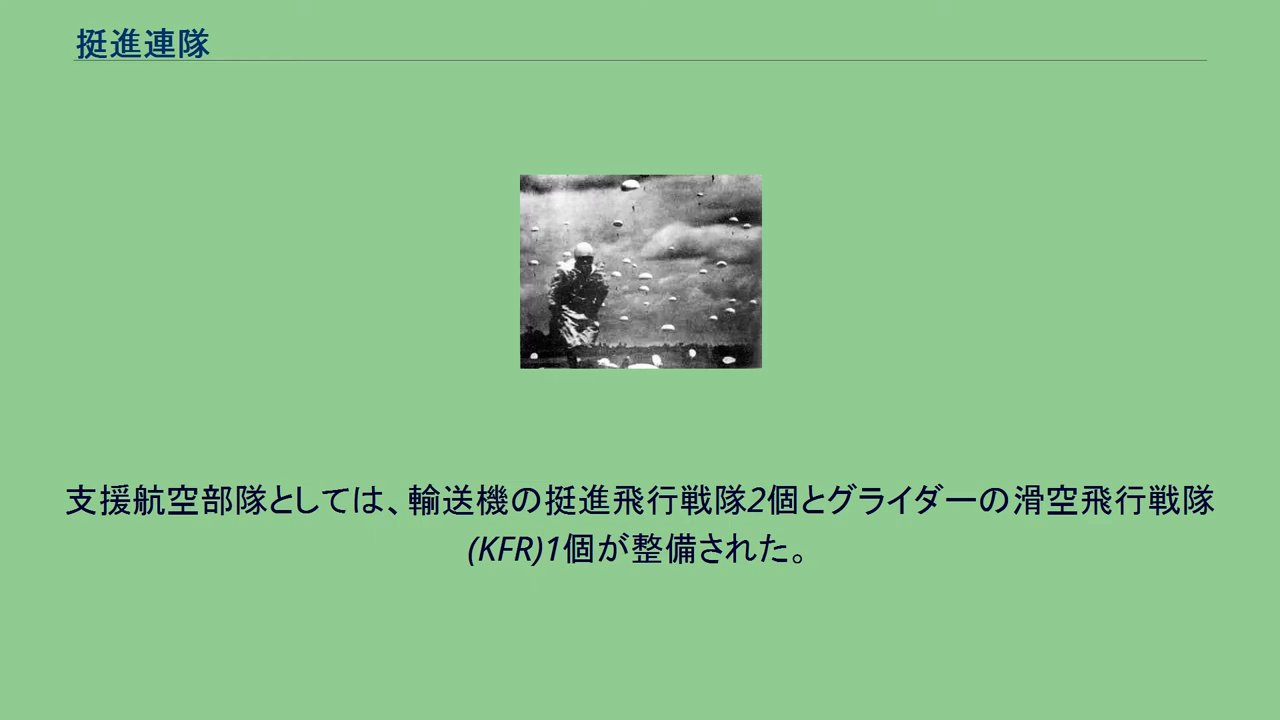 挺進連隊
支援航空部隊としては、輸送機の挺進飛行戦隊2個とグライダーの滑空飛行戦隊
(KFR)1個が整備された。